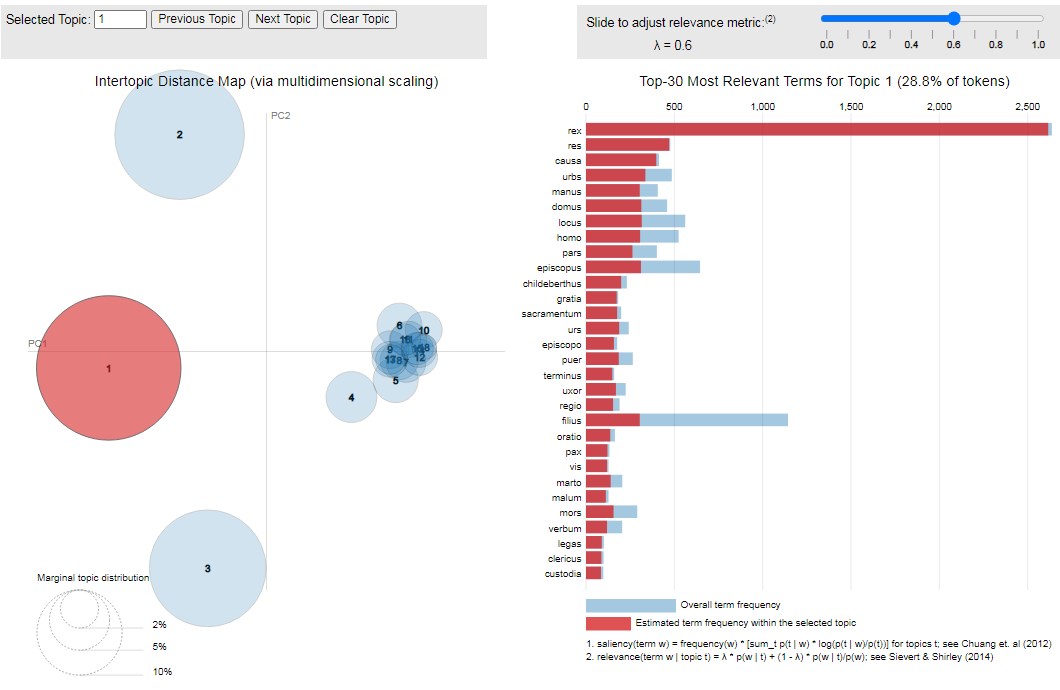 Selected Topic: 1 Previous Topic Next Topic Clear Topic
Slide to adjust relevance metric:(2)
λ = 0.6
0.0 0.2 0.4 0.6 0.8 1.0
Intertopic Distance Map (via multidimensional scaling)
PC2
PC1
2
1
6
10
9
12
5
4
3
Marginal topic distribution
2%
5%
10%
Top-30 Most Relevant Terms for Topic 1 (28.8% of tokens)
0 500 1,000 1,500 2,000 2,500
rex
res
causa
urbs
manus
domus
locus
homo
pars
episcopus
childeberthus
gratia
sacramentum
urs
episcopo
puer
terminus
uxor
regio
filius
oratio
pax
vis
marto
malum
mors
verbum
legas
clericus
custodia
Overall term frequency
Estimated term frequency within the selected topic
1. saliency(term w) = frequency(w) * [sum_t p(t | w) * log(p(t | w)/p(t))] for topics t; see Chuang et. al (2012)
2. relevance(term w | topic t) = λ * p(w | t) + (1 - λ) * p(w | t)/p(w); see Sievert & Shirley (2014)